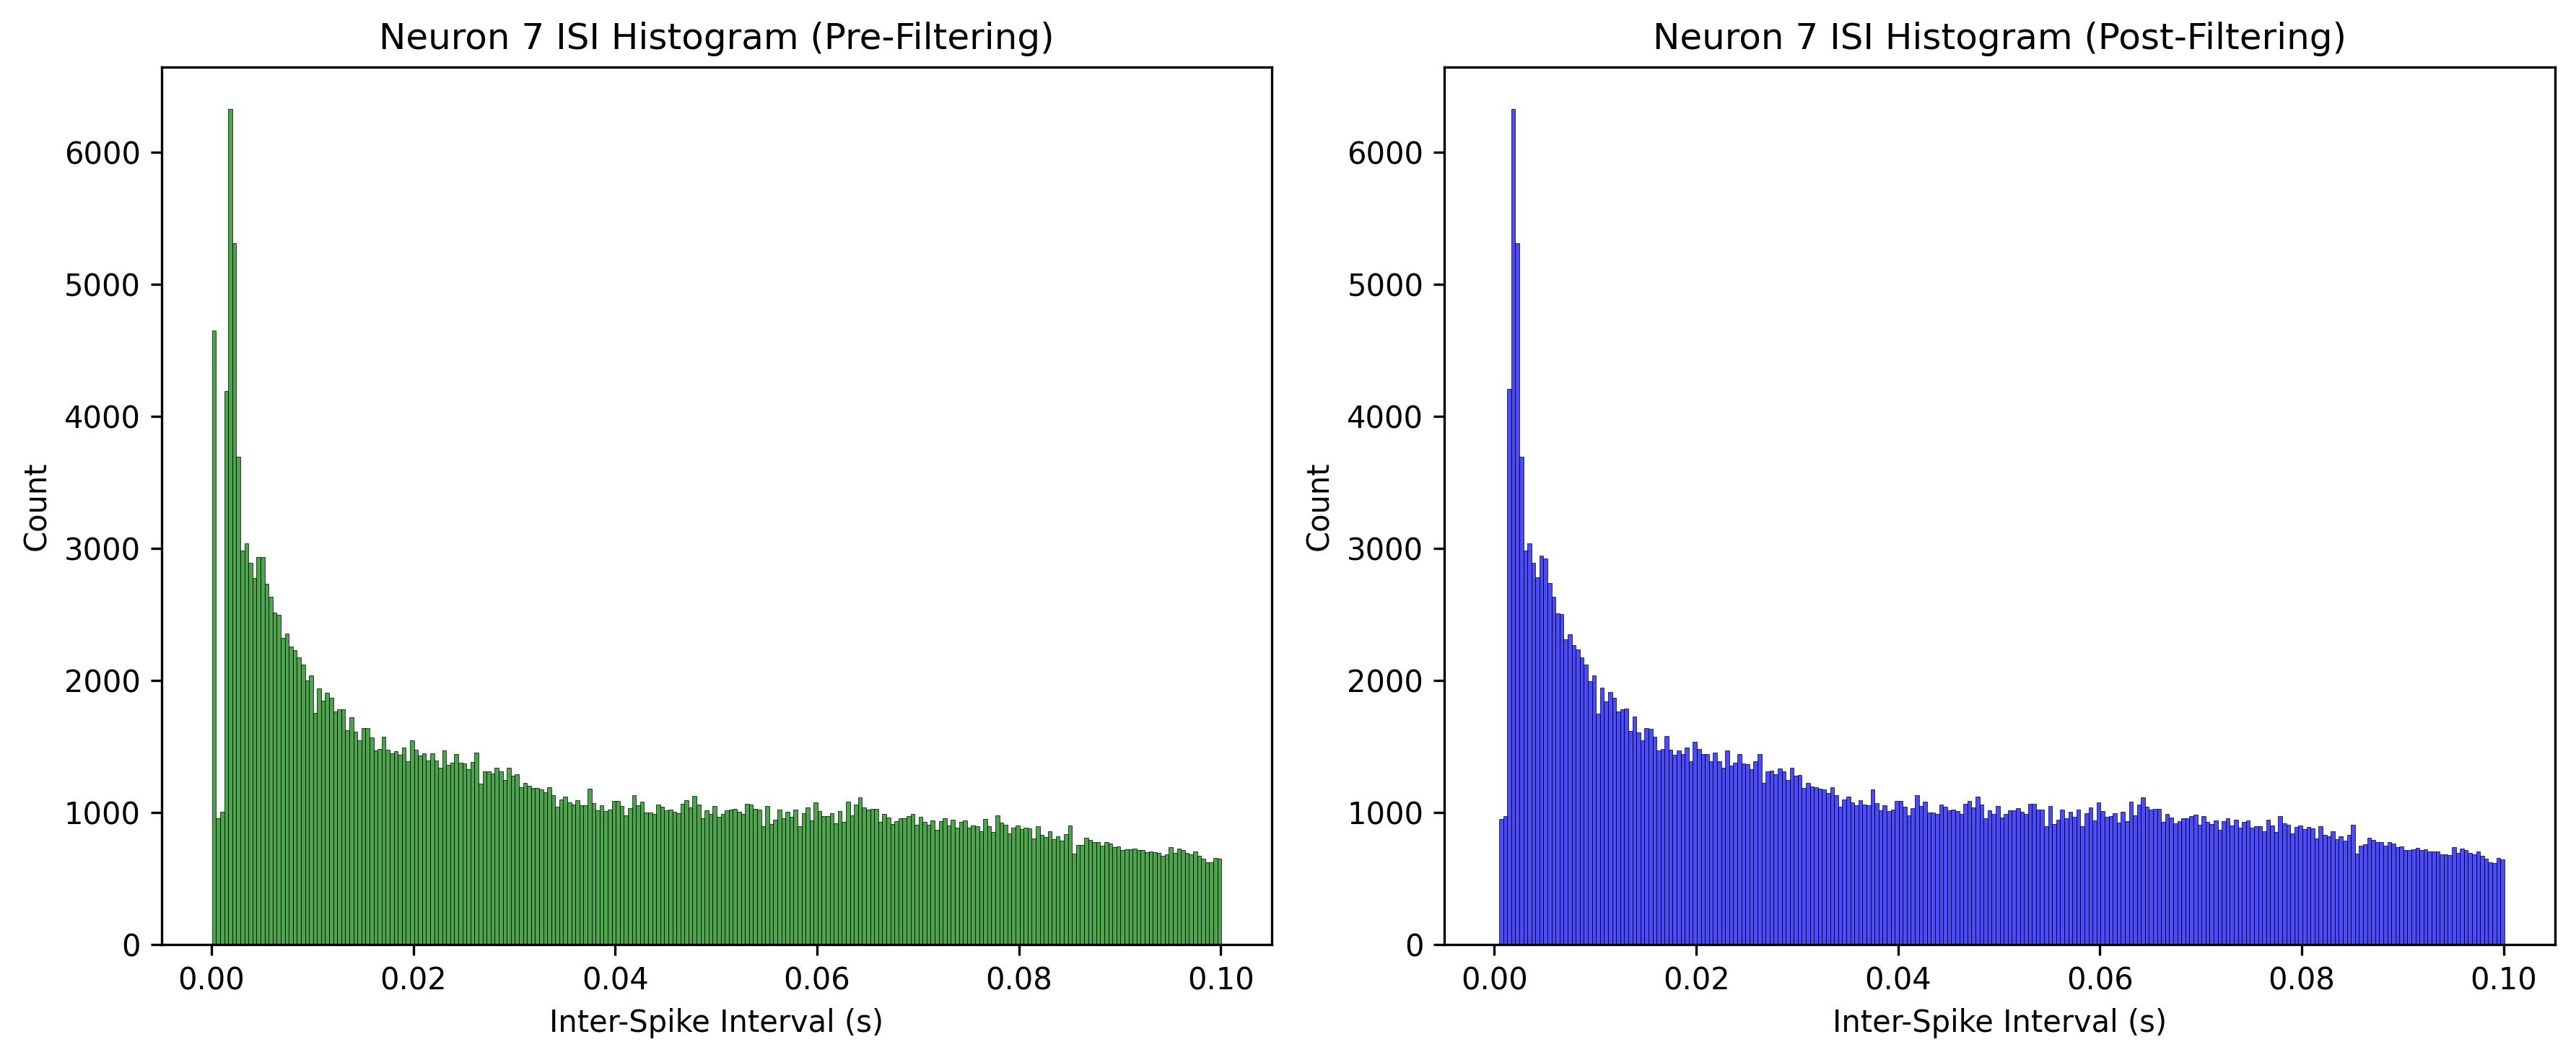 Neuron 7 ISI Histogram (Pre-Filtering)
6000
5000
4000
3000
2000
1000
0
Count
0.00 0.02 0.04 0.06 0.08 0.10
Inter-Spike Interval (s)
Neuron 7 ISI Histogram (Post-Filtering)
6000
5000
4000
3000
2000
1000
0
Count
0.00 0.02 0.04 0.06 0.08 0.10
Inter-Spike Interval (s)